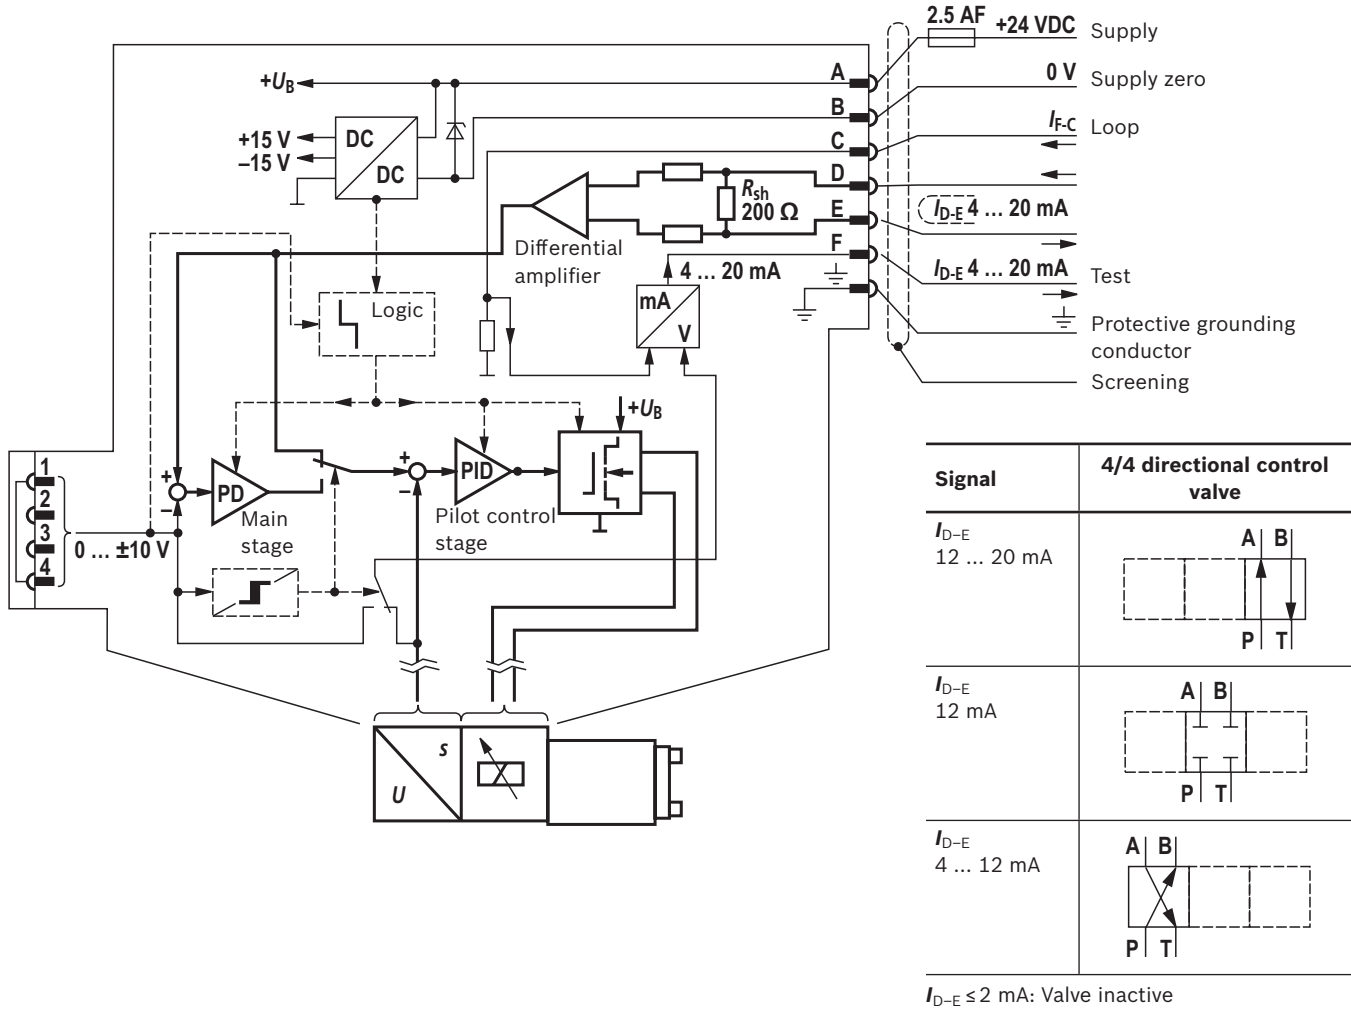 2.5 AF
+24 VDC
Supply
A
+UB
B
0 V
Supply zero
+15 V
–15 V
DC
DC
C
IF-C
Loop
D
Rsh
200 Ω
E
ID-E 4 ... 20 mA
Differential
amplifier
F
4 ... 20 mA
ID-E 4 ... 20 mA
Test
Logic
mA
V
Protective grounding
conductor
Screening
+UB
1
2
3
4
0 ... ±10 V
+
–
PD
Main
stage
+
–
PID
Pilot control
stage
s
U
Signal
4/4 directional control
valve
ID–E
12 ... 20 mA
A B
P T
ID–E
12 mA
A B
P T
ID–E
4 ... 12 mA
A B
P T
ID–E ≤ 2 mA: Valve inactive